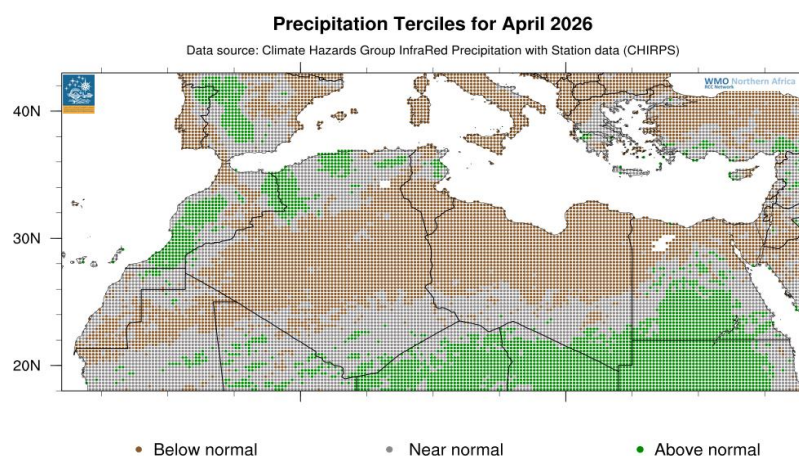 Precipitation Terciles for April 2026
Data source: Climate Hazards Group InfraRed Precipitation with Station data (CHIRPS)
WMO Northern Africa
RCC Network
40N
30N
20N
Below normal
Near normal
Above normal